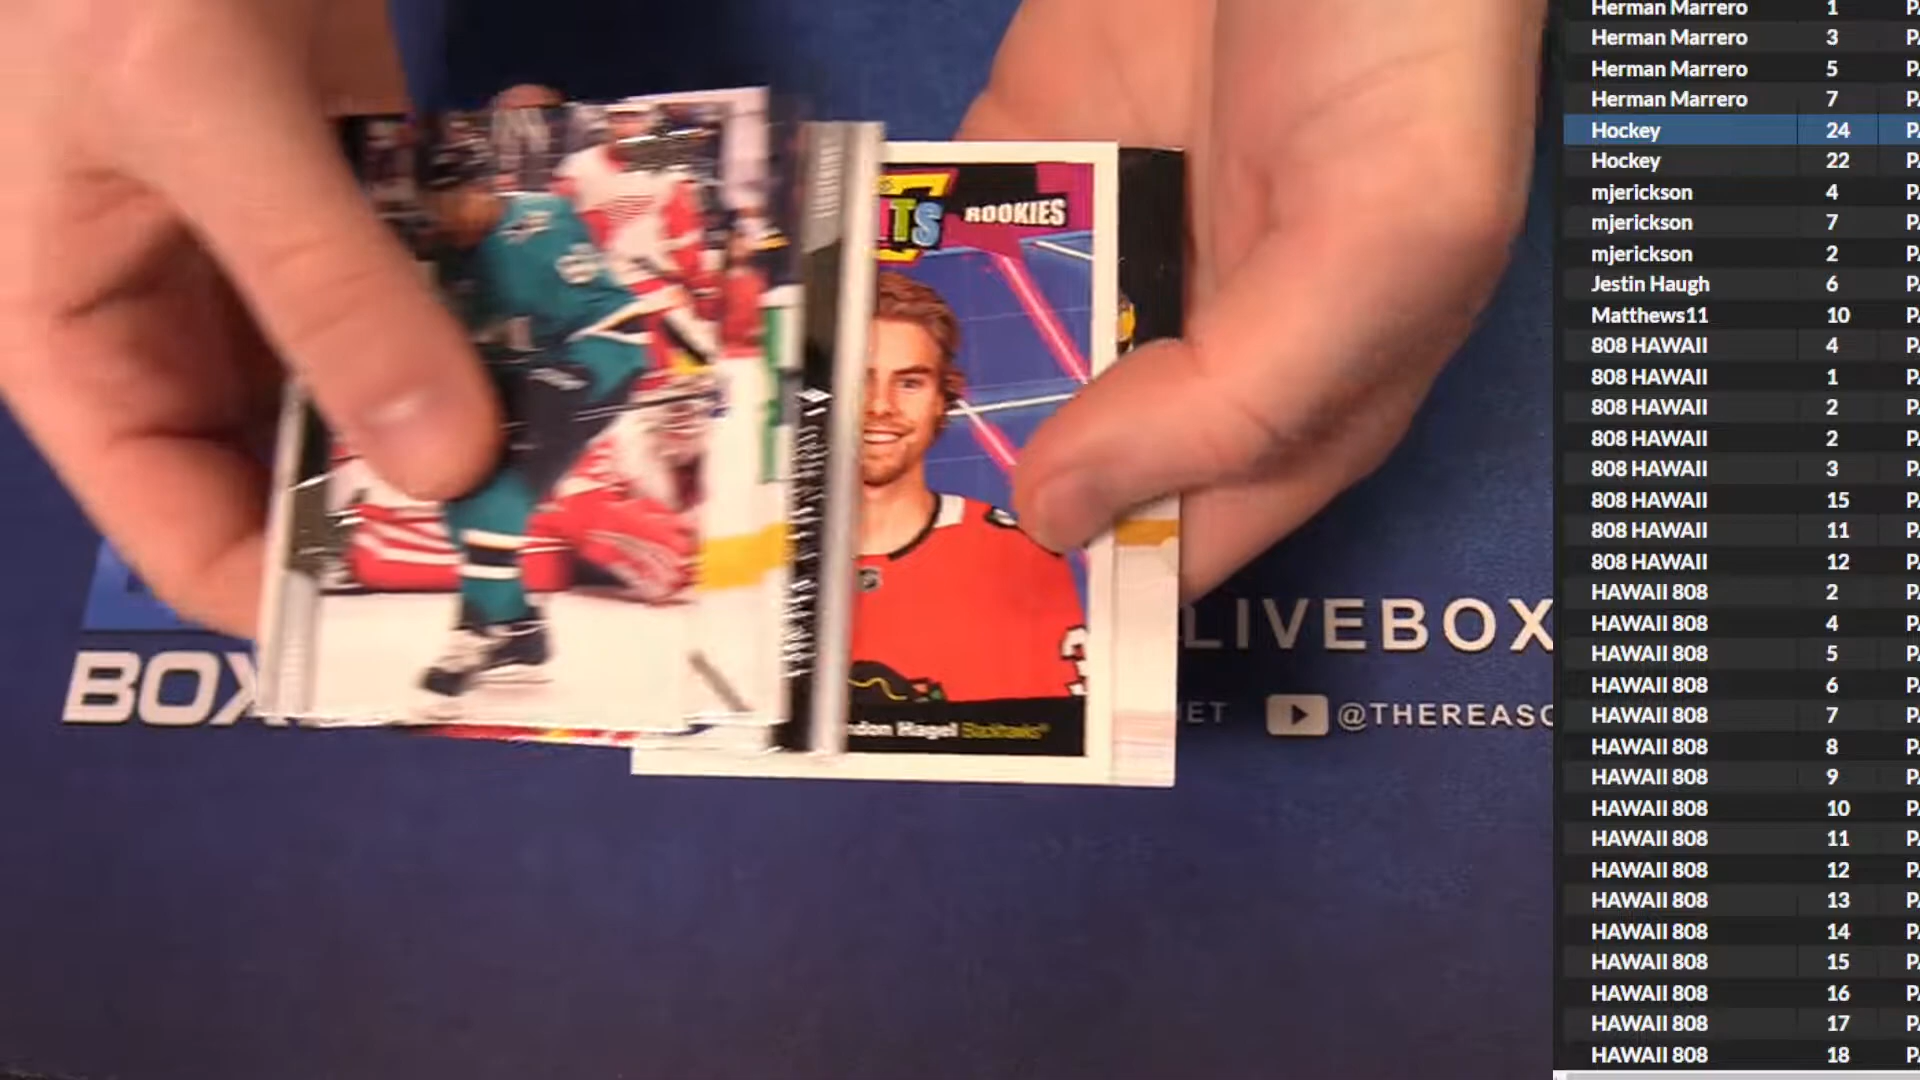 ROOKIES
don Hagel Blackhawks
BOX
LIVEBOX
@THEREASO
Herman Marrero 1
Herman Marrero 3
Herman Marrero 5
Herman Marrero 7
Hockey 24
Hockey 22
mjerickson 4
mjerickson 7
mjerickson 2
Jestin Haugh 6
Matthews11 10
808 HAWAII 4
808 HAWAII 1
808 HAWAII 2
808 HAWAII 2
808 HAWAII 3
808 HAWAII 15
808 HAWAII 11
808 HAWAII 12
HAWAII 808 2
HAWAII 808 4
HAWAII 808 5
HAWAII 808 6
HAWAII 808 7
HAWAII 808 8
HAWAII 808 9
HAWAII 808 10
HAWAII 808 11
HAWAII 808 12
HAWAII 808 13
HAWAII 808 14
HAWAII 808 15
HAWAII 808 16
HAWAII 808 17
HAWAII 808 18